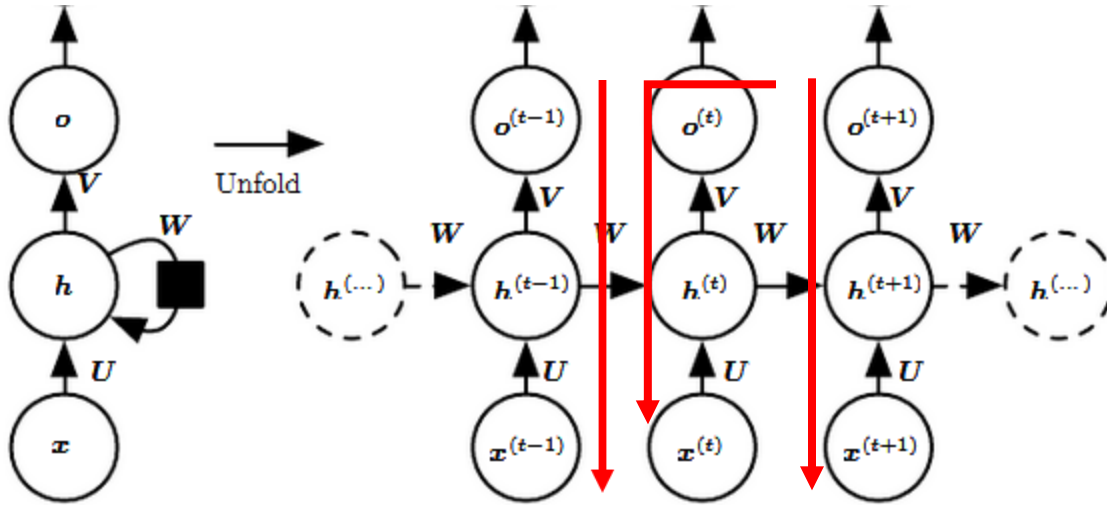 o
o^(t−1)
o^(t)
o^(t+1)
Unfold
V
V
V
V
W
W
W
W
W
h
h^(...)
h^(t−1)
h^(t)
h^(t+1)
h^(...)
U
U
U
U
x
x^(t−1)
x^(t)
x^(t+1)